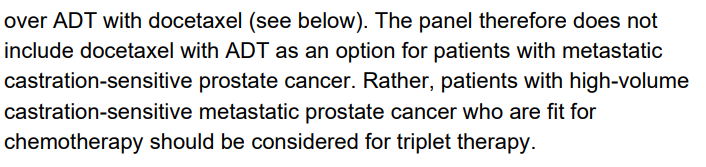 over ADT with docetaxel (see below). The panel therefore does not
include docetaxel with ADT as an option for patients with metastatic
castration-sensitive prostate cancer. Rather, patients with high-volume
castration-sensitive metastatic prostate cancer who are fit for
chemotherapy should be considered for triplet therapy.